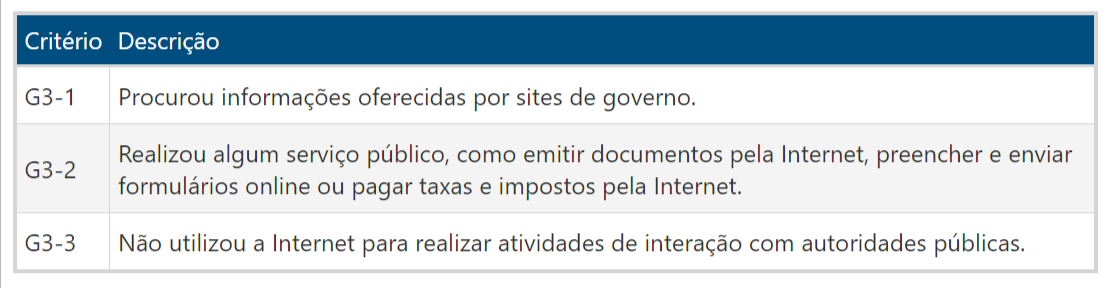 Critério Descrição
G3-1 Procurou informações oferecidas por sites de governo.
G3-2 Realizou algum serviço público, como emitir documentos pela Internet, preencher e enviar
formulários online ou pagar taxas e impostos pela Internet.
G3-3 Não utilizou a Internet para realizar atividades de interação com autoridades públicas.